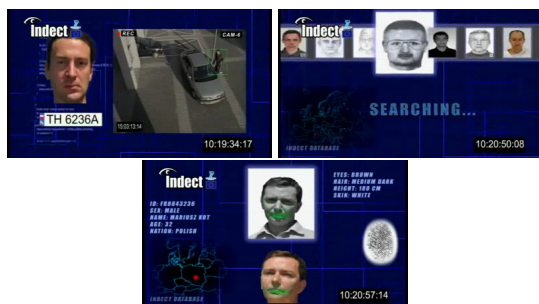 indect
REC
CAM-6
TH 6236A
15:03:13:14
10:19:34:17
indect
SEARCHING...
INDECT DATABASE
10:20:50:08
indect
ID: FR8643236
SEX: MALE
NAME: MARIUSZ KOT
AGE: 32
NATION: POLISH
EYES: BROWN
HAIR: MEDIUM DARK
HEIGHT: 180 CM
SKIN: WHITE
INDECT DATABASE
10:20:57:14